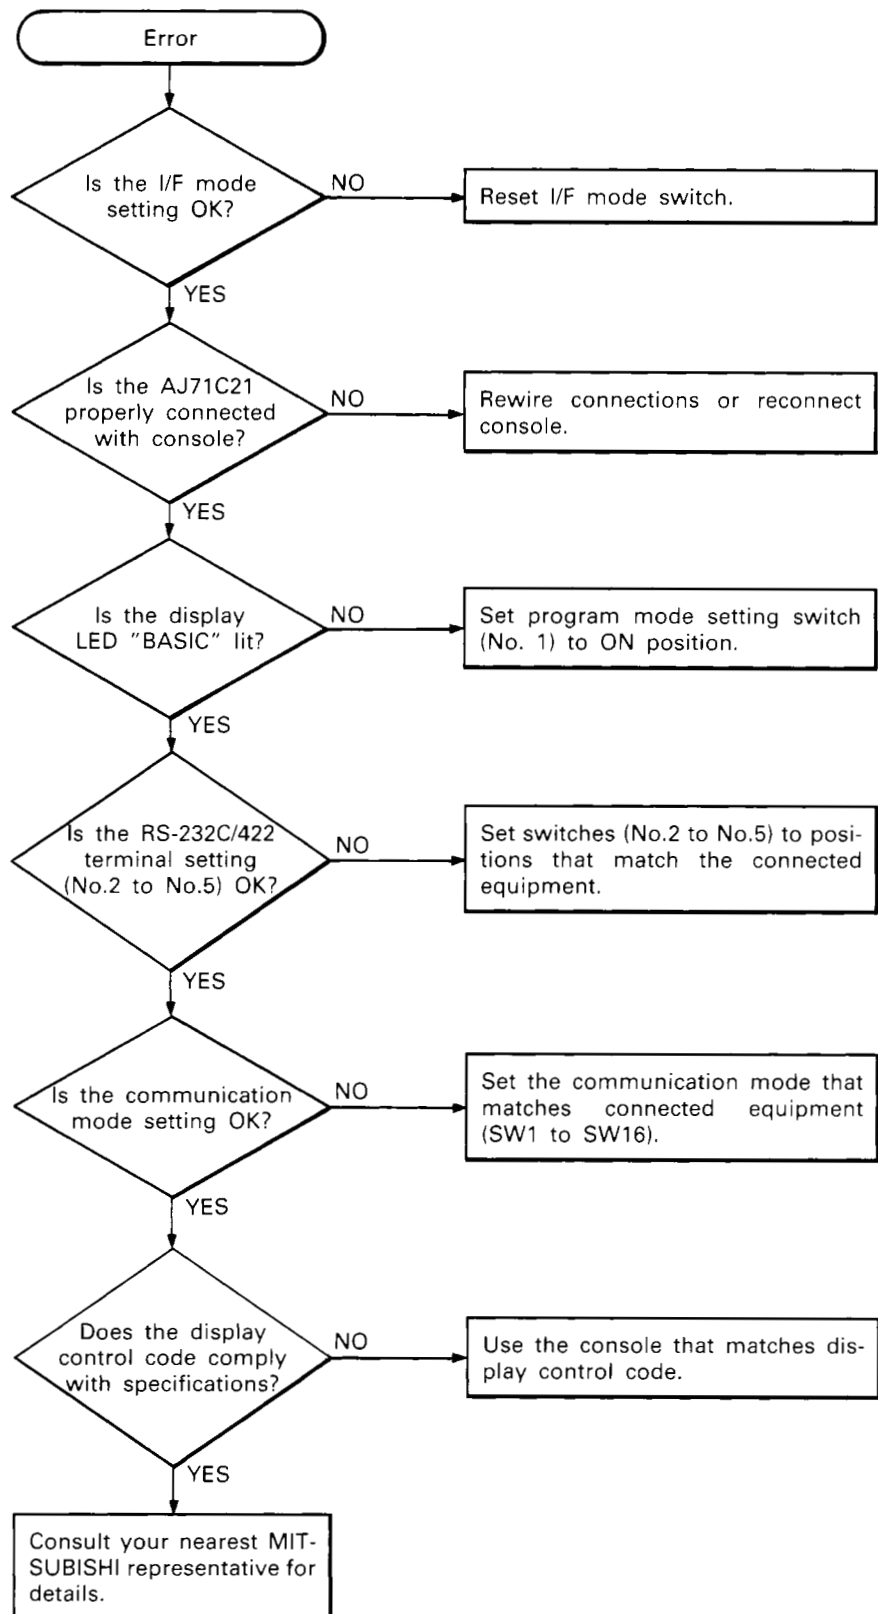 Error
Is the I/F mode
setting OK?
NO
Reset I/F mode switch.
YES
Is the AJ71C21
properly connected
with console?
NO
Rewire connections or reconnect
console.
YES
Is the display
LED "BASIC" lit?
NO
Set program mode setting switch
(No. 1) to ON position.
YES
Is the RS-232C/422
terminal setting
(No.2 to No.5) OK?
NO
Set switches (No.2 to No.5) to posi-
tions that match the connected
equipment.
YES
Is the communication
mode setting OK?
NO
Set the communication mode that
matches connected equipment
(SW1 to SW16).
YES
Does the display
control code comply
with specifications?
NO
Use the console that matches dis-
play control code.
YES
Consult your nearest MIT-
SUBISHI representative for
details.